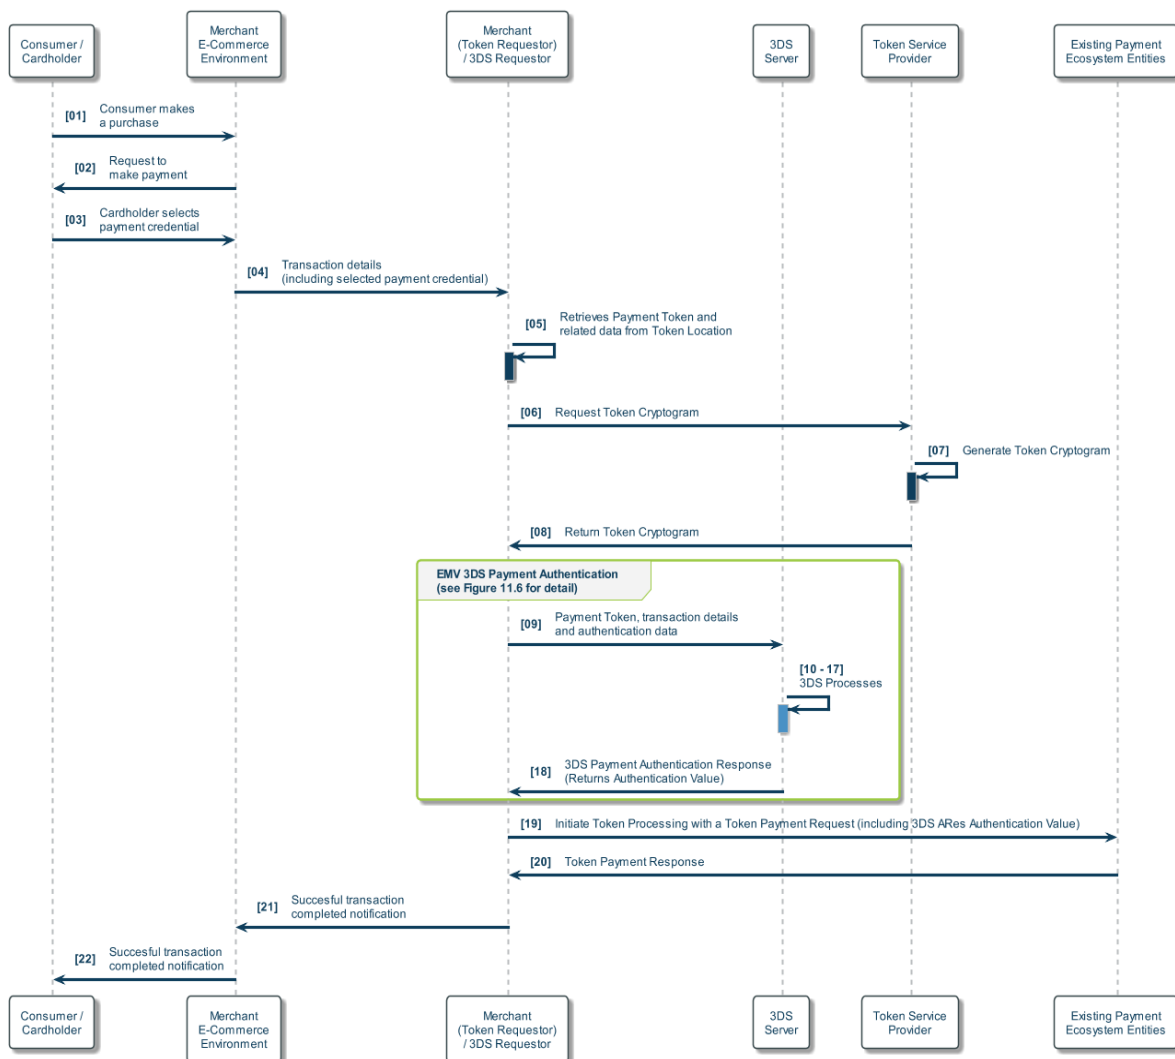 Consumer /
Cardholder
Merchant
E-Commerce
Environment
Merchant
(Token Requestor)
/ 3DS Requestor
3DS
Server
Token Service
Provider
Existing Payment
Ecosystem Entities
[01] Consumer makes
a purchase
[02] Request to
make payment
[03] Cardholder selects
payment credential
[04] Transaction details
(including selected payment credential)
[05] Retrieves Payment Token and
related data from Token Location
[06] Request Token Cryptogram
[07] Generate Token Cryptogram
[08] Return Token Cryptogram
EMV 3DS Payment Authentication
(see Figure 11.6 for detail)
[09] Payment Token, transaction details
and authentication data
[10 - 17]
3DS Processes
[18] 3DS Payment Authentication Response
(Returns Authentication Value)
[19] Initiate Token Processing with a Token Payment Request (including 3DS ARes Authentication Value)
[20] Token Payment Response
[21] Succesful transaction
completed notification
[22] Succesful transaction
completed notification
Consumer /
Cardholder
Merchant
E-Commerce
Environment
Merchant
(Token Requestor)
/ 3DS Requestor
3DS
Server
Token Service
Provider
Existing Payment
Ecosystem Entities